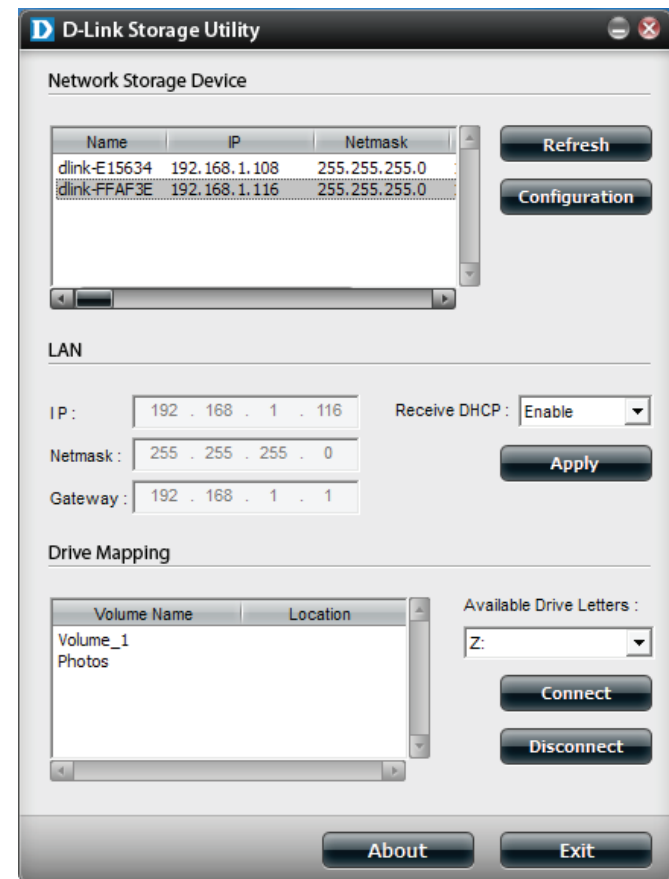 D D-Link Storage Utility
Network Storage Device
Name IP Netmask
dlink-E15634 192.168.1.108 255.255.255.0
dlink-FFAF3E 192.168.1.116 255.255.255.0
Refresh
Configuration
LAN
IP: 192 . 168 . 1 . 116
Receive DHCP : Enable
Netmask : 255 . 255 . 255 . 0
Apply
Gateway : 192 . 168 . 1 . 1
Drive Mapping
Volume Name Location
Volume_1
Photos
Available Drive Letters :
Z:
Connect
Disconnect
About Exit